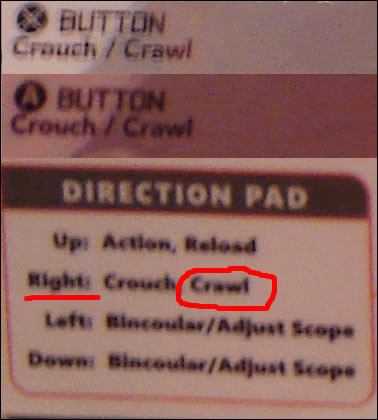 X BUTTON
Crouch / Crawl
A BUTTON
Crouch / Crawl
DIRECTION PAD
Up: Action, Reload
Right: Crouch Crawl
Left: Bincoular/Adjust Scope
Down: Bincoular/Adjust Scope